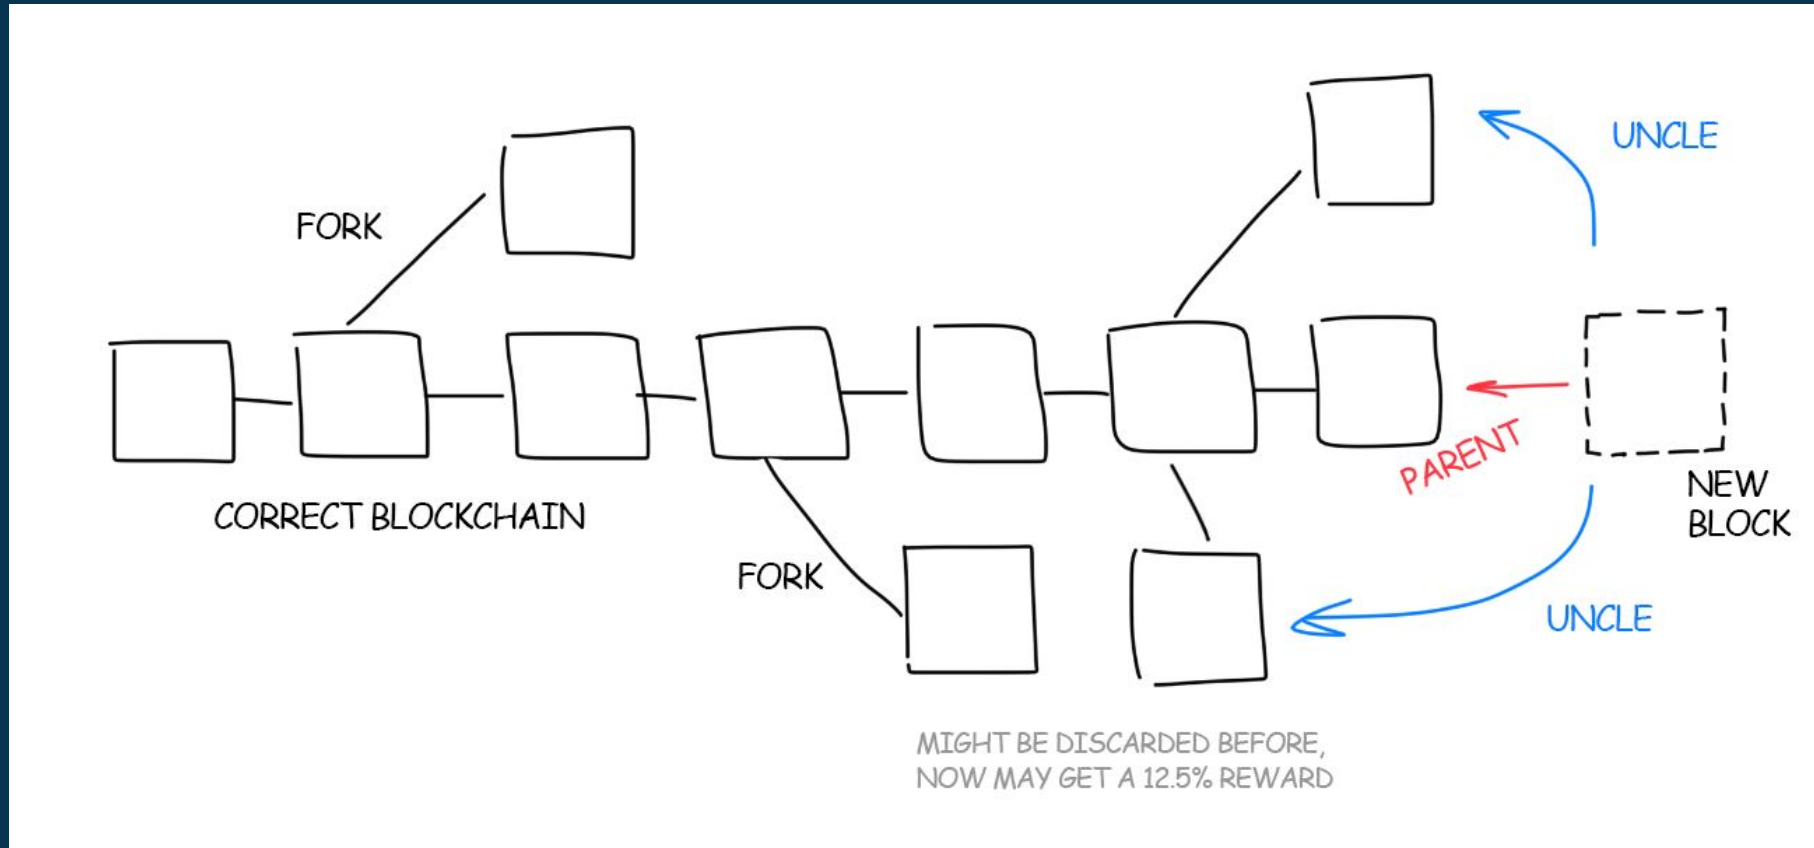 UNCLE
FORK
PARENT
NEW
BLOCK
CORRECT BLOCKCHAIN
FORK
UNCLE
MIGHT BE DISCARDED BEFORE,
NOW MAY GET A 12.5% REWARD